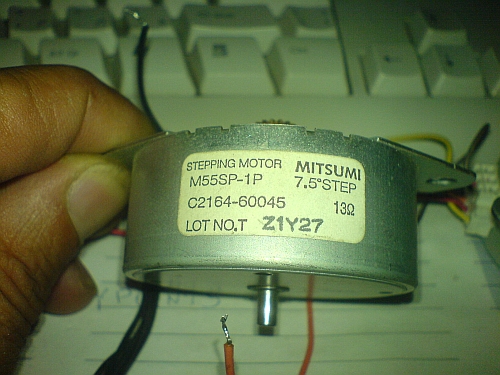 STEPPING MOTOR MITSUMI
M55SP-1P 7.5°STEP
C2164-60045 13Ω
LOT NO.T Z1Y27